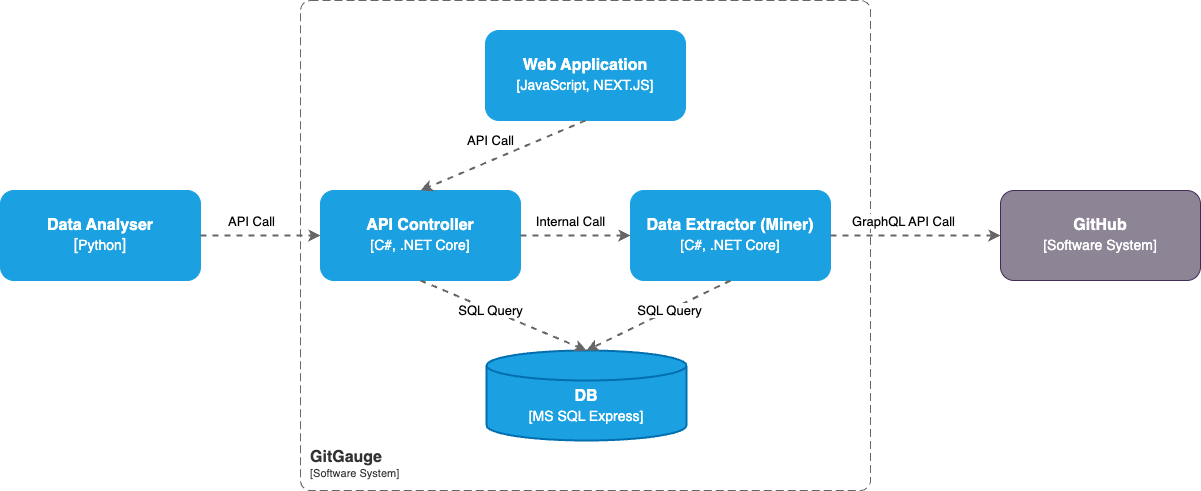 Web Application
[JavaScript, NEXT.JS]
API Call
Data Analyser
[Python]
API Call
API Controller
[C#, .NET Core]
Internal Call
Data Extractor (Miner)
[C#, .NET Core]
GraphQL API Call
GitHub
[Software System]
SQL Query
SQL Query
DB
[MS SQL Express]
GitGauge
[Software System]